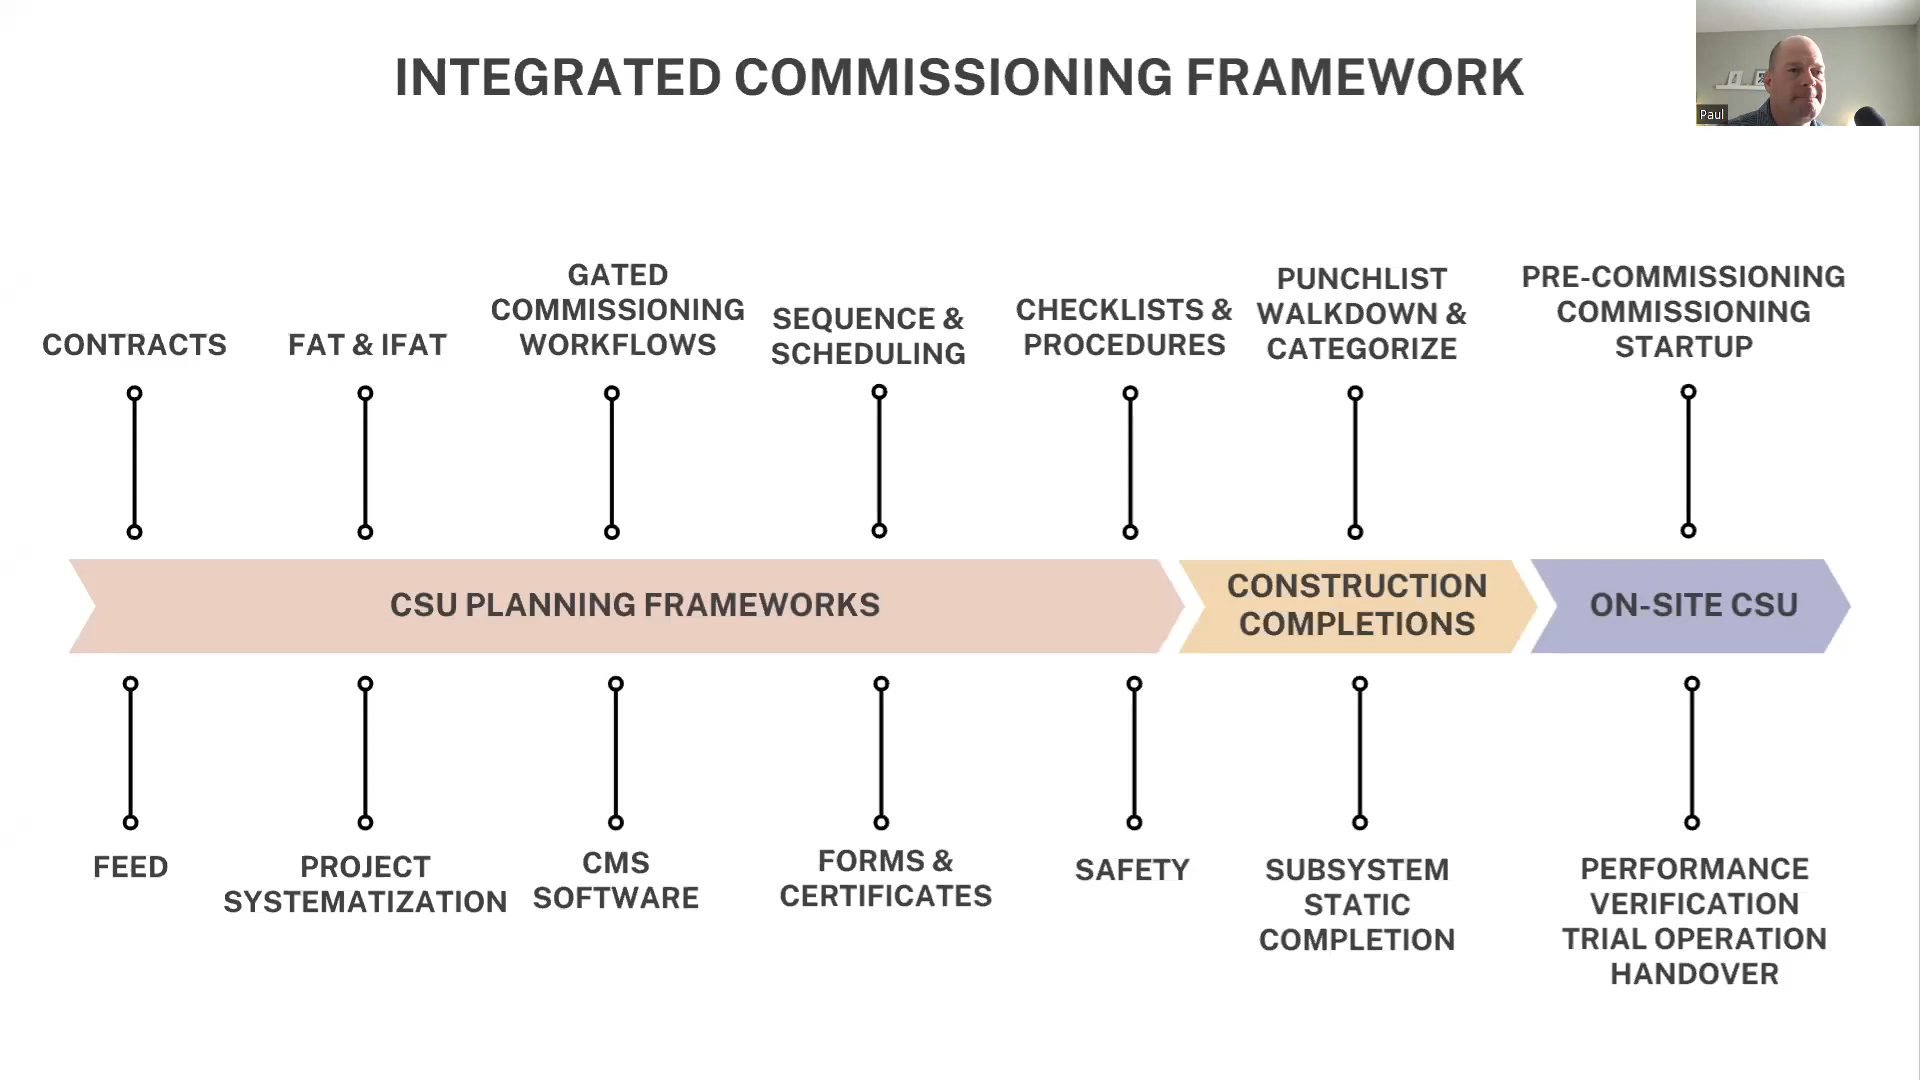 INTEGRATED COMMISSIONING FRAMEWORK
Paul
CONTRACTS
FAT & IFAT
GATED
COMMISSIONING
WORKFLOWS
SEQUENCE &
SCHEDULING
CHECKLISTS &
PROCEDURES
PUNCHLIST
WALKDOWN &
CATEGORIZE
PRE-COMMISSIONING
COMMISSIONING
STARTUP
CSU PLANNING FRAMEWORKS
CONSTRUCTION
COMPLETIONS
ON-SITE CSU
FEED
PROJECT
SYSTEMATIZATION
CMS
SOFTWARE
FORMS &
CERTIFICATES
SAFETY
SUBSYSTEM
STATIC
COMPLETION
PERFORMANCE
VERIFICATION
TRIAL OPERATION
HANDOVER